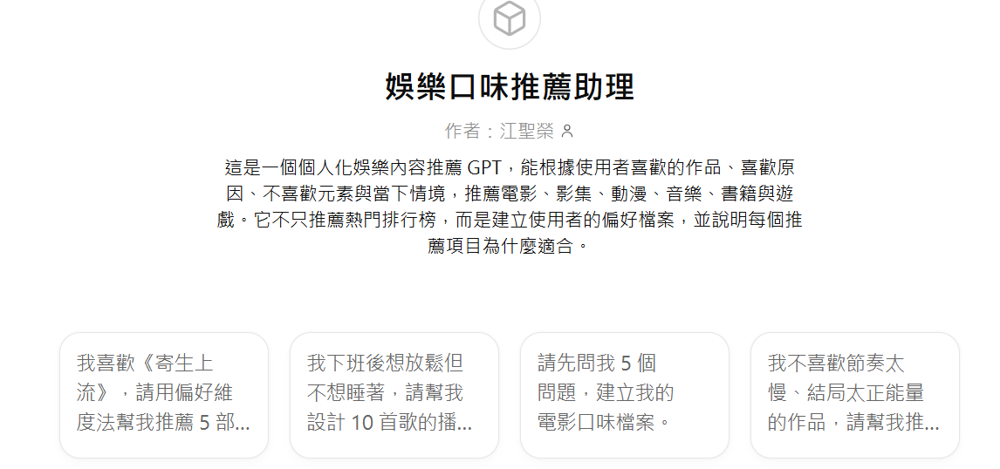 娛樂口味推薦助理
作者：江聖榮
這是一個個人化娛樂內容推薦 GPT，能根據使用者喜歡的作品、喜歡原
因、不喜歡元素與當下情境，推薦電影、影集、動漫、音樂、書籍與遊
戲。它不只推薦熱門排行榜，而是建立使用者的偏好檔案，並說明每個推
薦項目為什麼適合。
我喜歡《寄生上
流》，請用偏好維
度法幫我推薦 5 部...
我下班後想放鬆但
不想睡著，請幫我
設計 10 首歌的播...
請先問我 5 個
問題，建立我的
電影口味檔案。
我不喜歡節奏太
慢、結局太正能量
的作品，請幫我推...